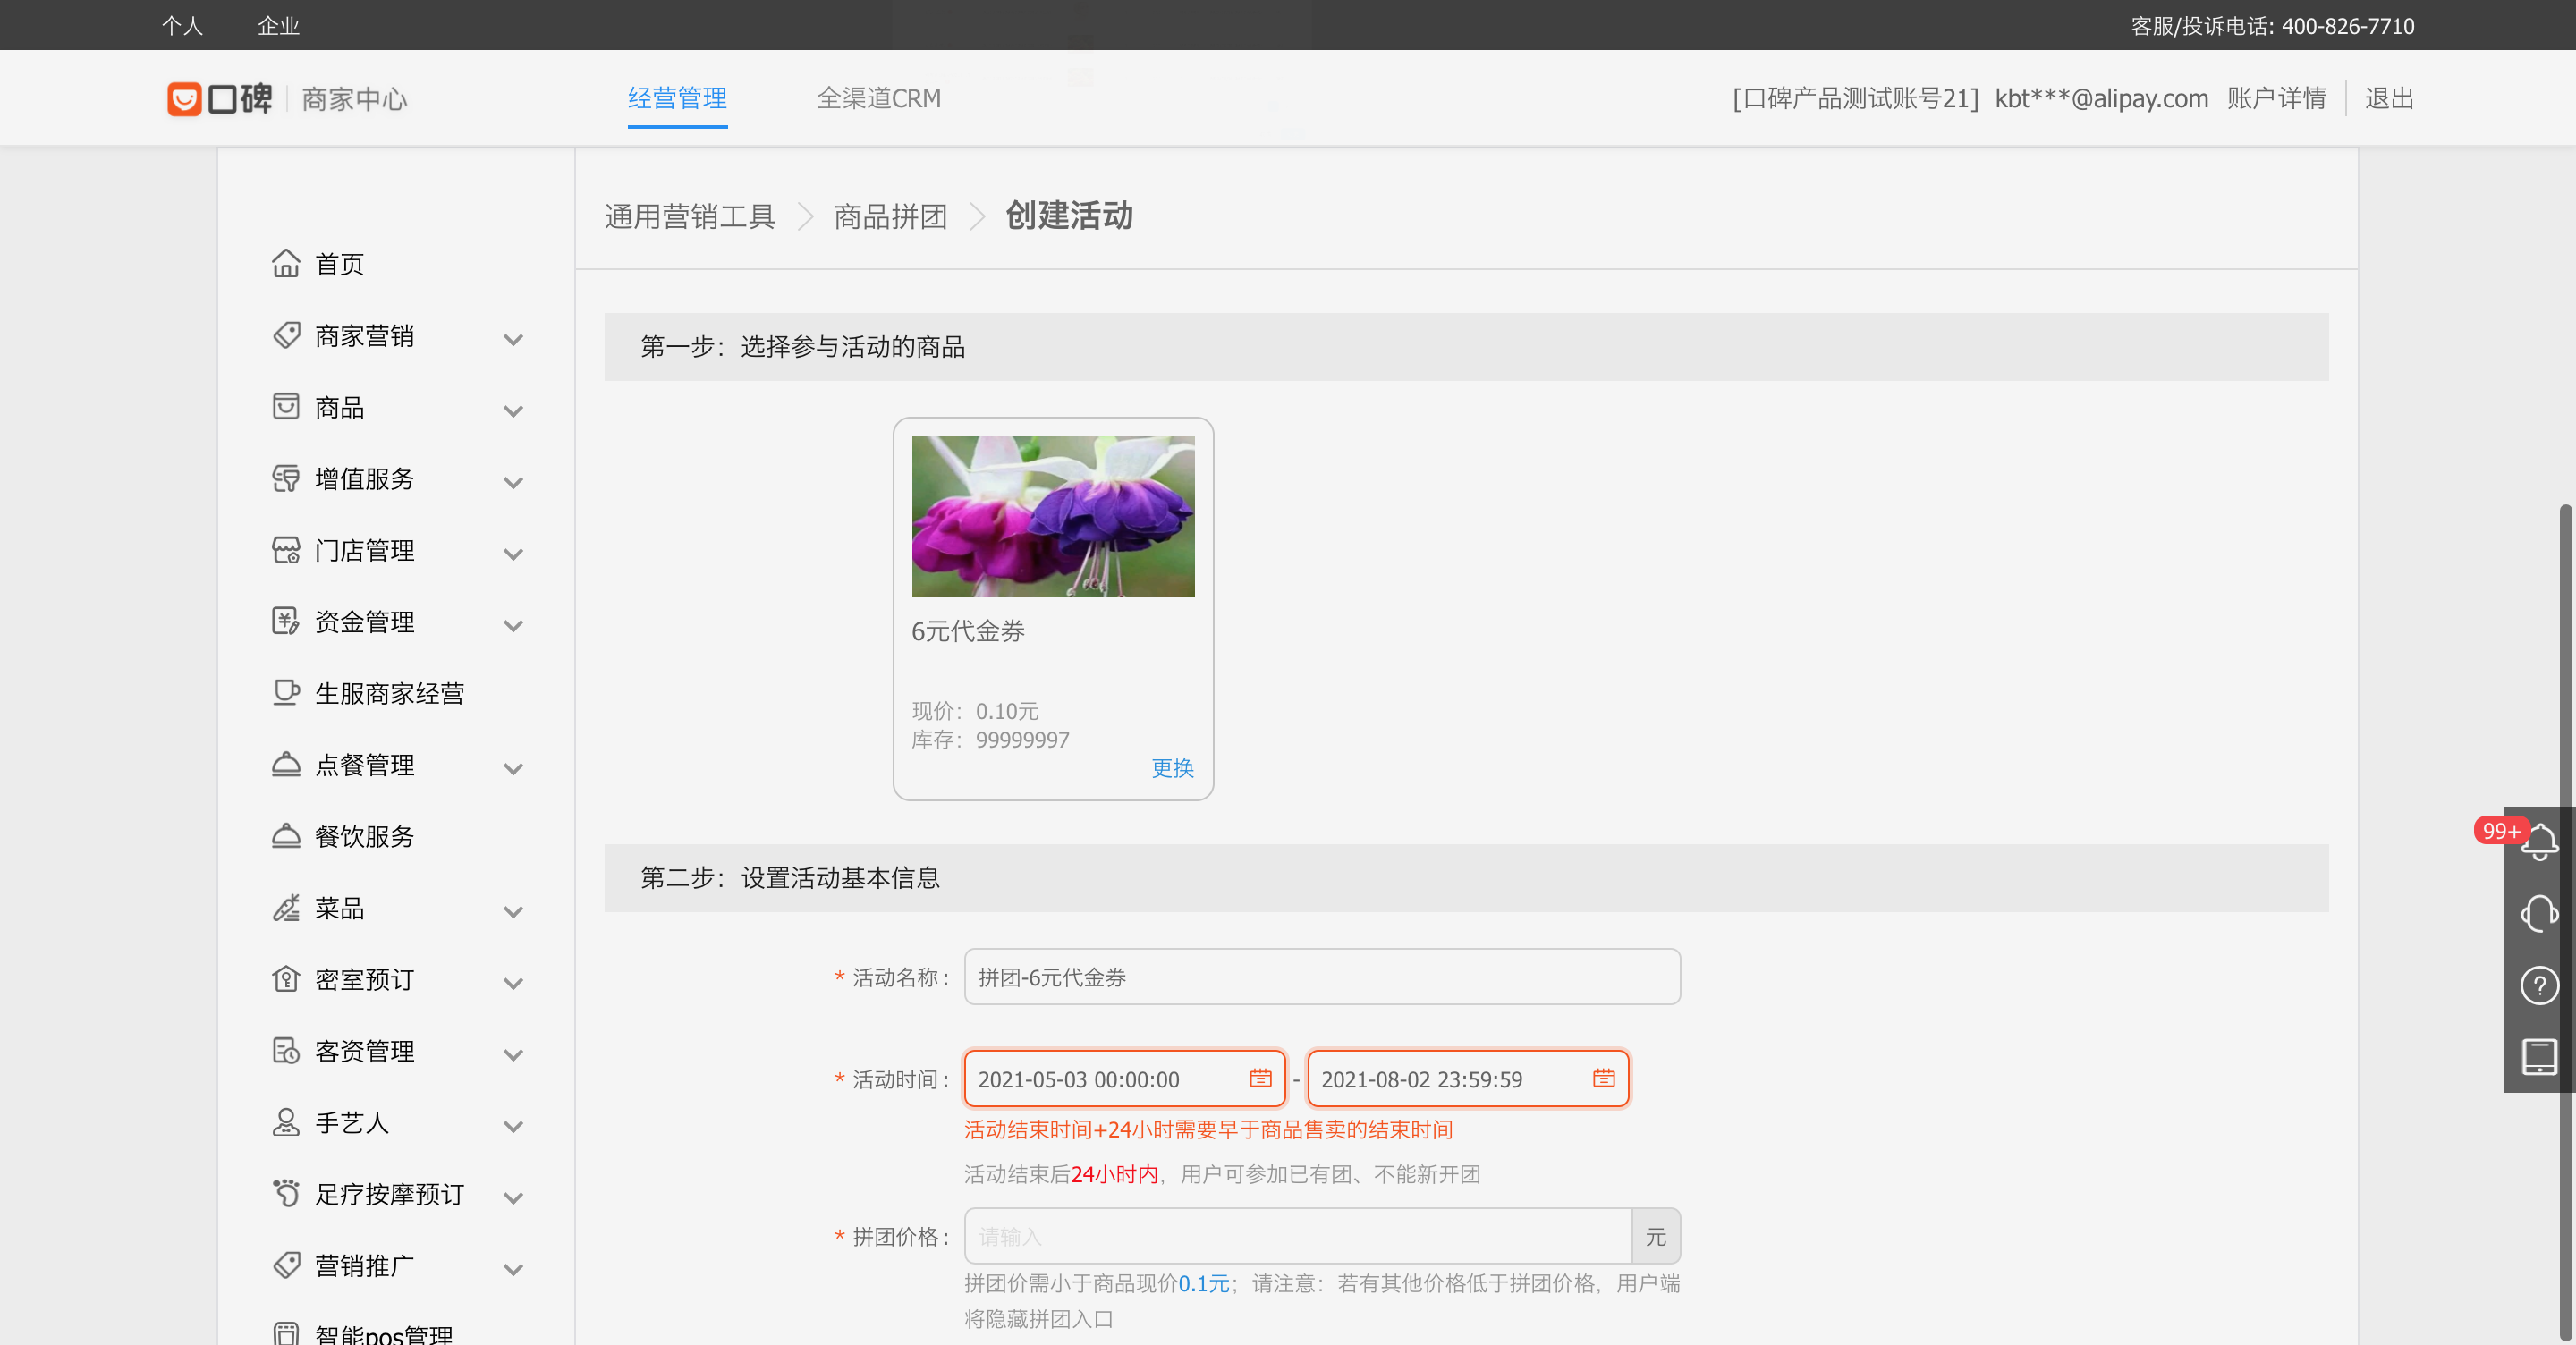 个人 企业 客服/投诉电话: 400-826-7710
口碑 商家中心 经营管理 全渠道CRM [口碑产品测试账号21] kbt***@alipay.com 账户详情 退出
通用营销工具 商品拼团 创建活动
首页
商家营销
商品
增值服务
门店管理
资金管理
生服商家经营
点餐管理
餐饮服务
菜品
密室预订
客资管理
手艺人
足疗按摩预订
营销推广
智能pos管理
第一步：选择参与活动的商品
6元代金券
现价：0.10元
库存：99999997
更换
第二步：设置活动基本信息
* 活动名称： 拼团-6元代金券
* 活动时间： 2021-05-03 00:00:00 - 2021-08-02 23:59:59
活动结束时间+24小时需要早于商品售卖的结束时间
活动结束后24小时内，用户可参加已有团、不能新开团
* 拼团价格： 请输入 元
拼团价需小于商品现价0.1元；请注意：若有其他价格低于拼团价格，用户端
将隐藏拼团入口
99+